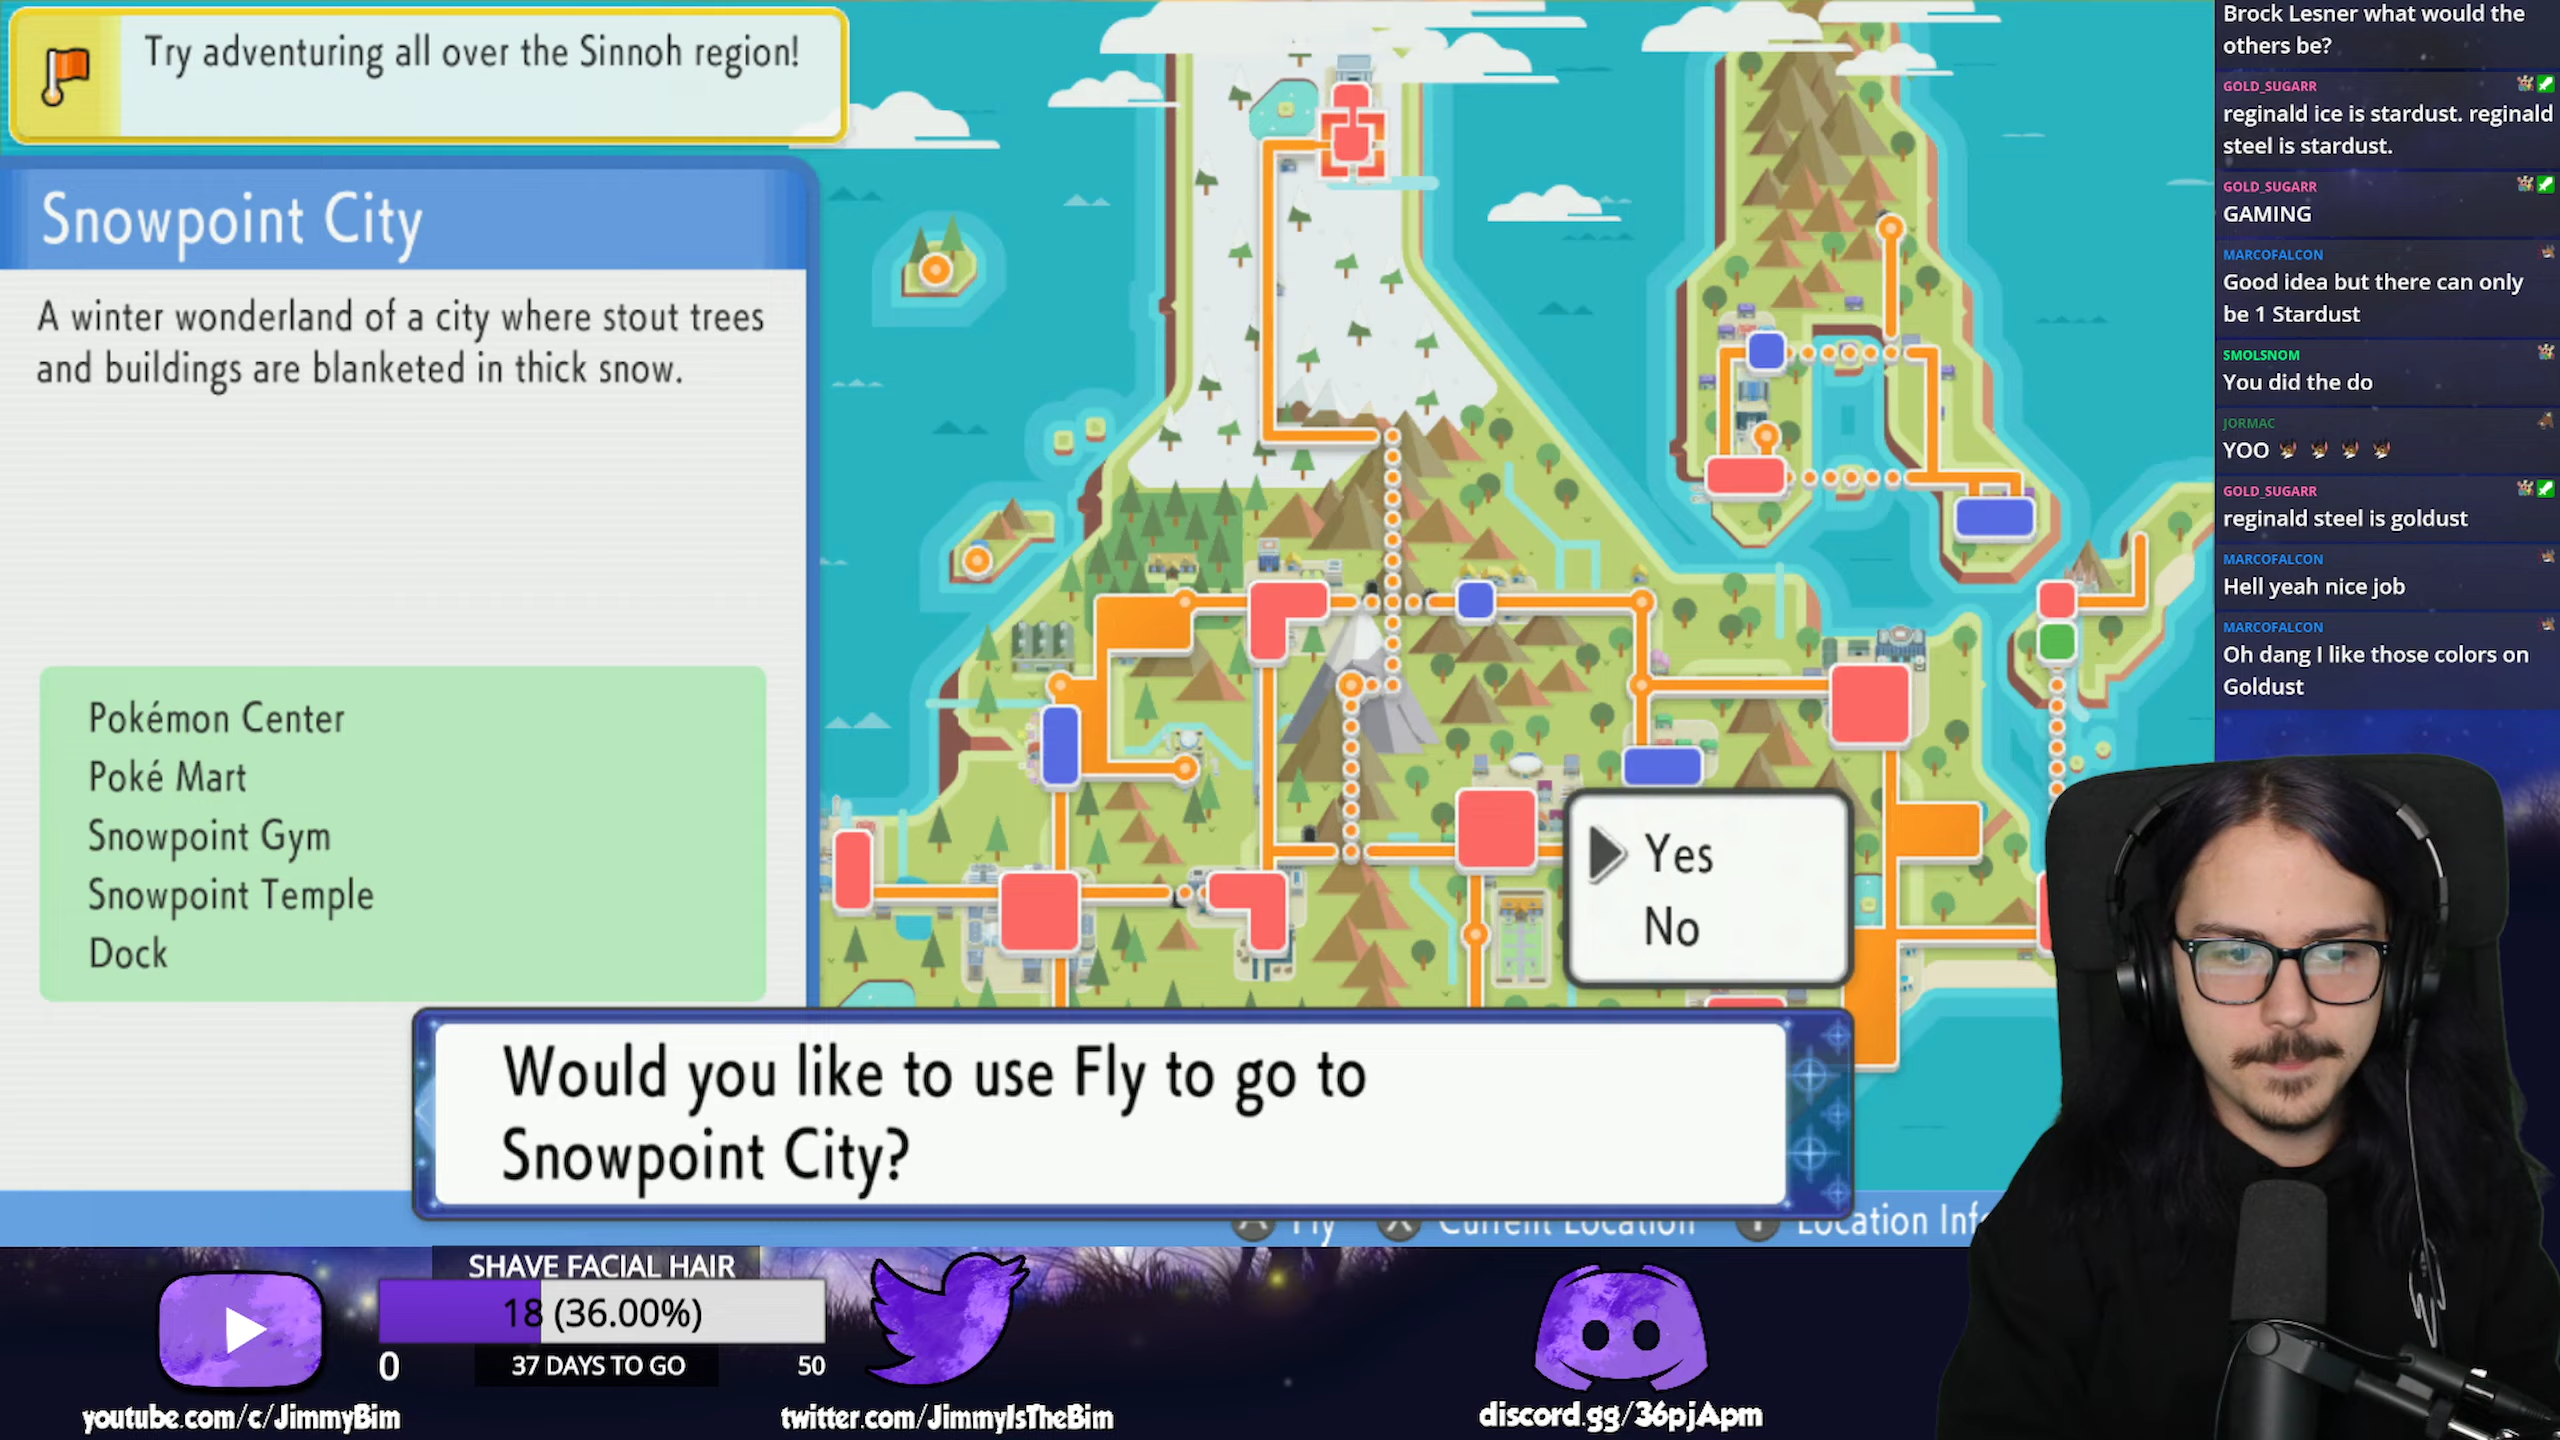 Try adventuring all over the Sinnoh region!
Snowpoint City
A winter wonderland of a city where stout trees
and buildings are blanketed in thick snow.
Pokémon Center
Poké Mart
Snowpoint Gym
Snowpoint Temple
Dock
Yes
No
Would you like to use Fly to go to
Snowpoint City?
Fly
Current Location
Location Inf
Brock Lesner what would the
others be?
GOLD_SUGARR
reginald ice is stardust. reginald
steel is stardust.
GOLD_SUGARR
GAMING
MARCOFALCON
Good idea but there can only
be 1 Stardust
SMOLSNOM
You did the do
JORMAC
YOO
GOLD_SUGARR
reginald steel is goldust
MARCOFALCON
Hell yeah nice job
MARCOFALCON
Oh dang I like those colors on
Goldust
SHAVE FACIAL HAIR
18 (36.00%)
0
37 DAYS TO GO
50
youtube.com/c/JimmyBim
twitter.com/JimmyIsTheBim
discord.gg/36pjApm